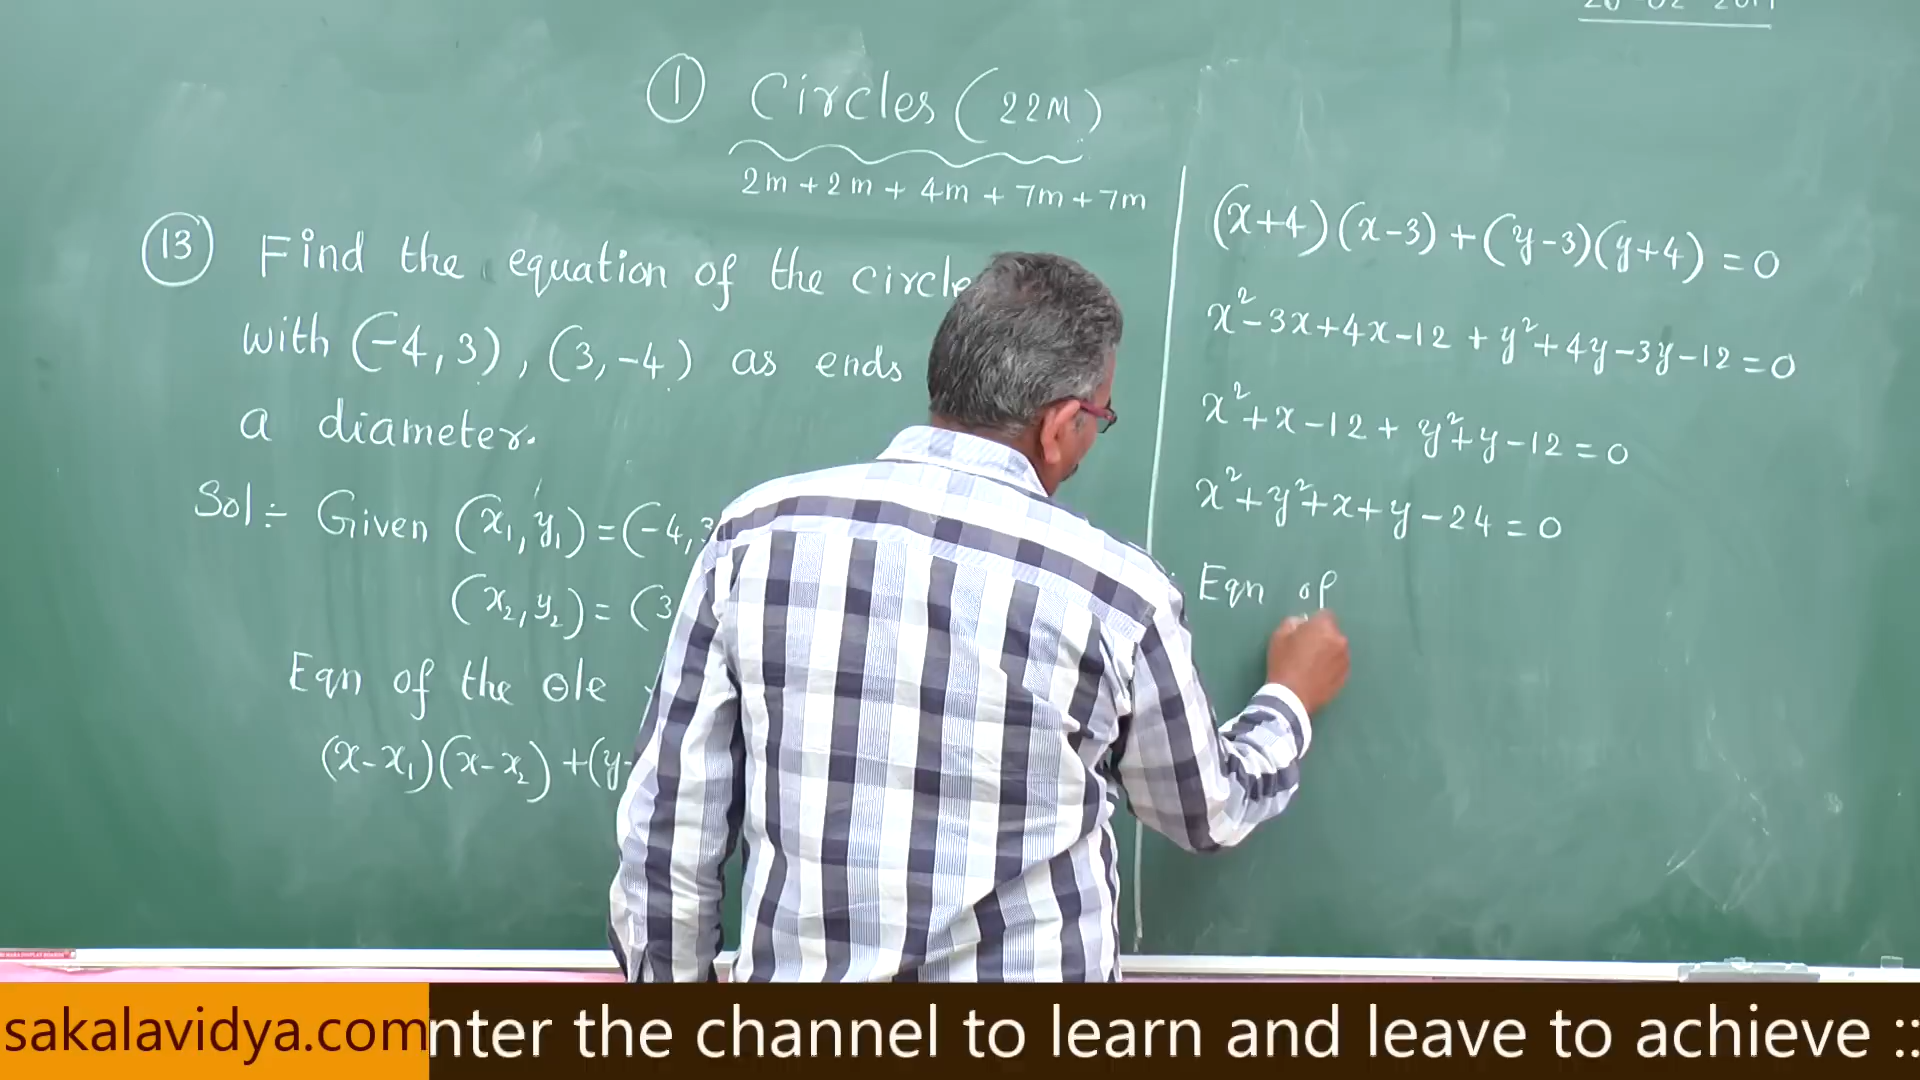 ① Circles (22M)
2m + 2m + 4m + 7m + 7m
⑬ Find the equation of the circle
with (-4, 3), (3, -4) as ends
a diameter.
Sol:- Given (x₁, y₁) = (-4, 3
(x₂, y₂) = (3
Eqn of the ⊙le
(x-x₁)(x-x₂) + (y-
(x+4)(x-3) + (y-3)(y+4) = 0
x²-3x+4x-12 + y²+4y-3y-12 = 0
x²+x-12 + y²+y-12 = 0
x²+y²+x+y-24 = 0
Eqn of
sakalavidya.com
nter the channel to learn and leave to achieve ::